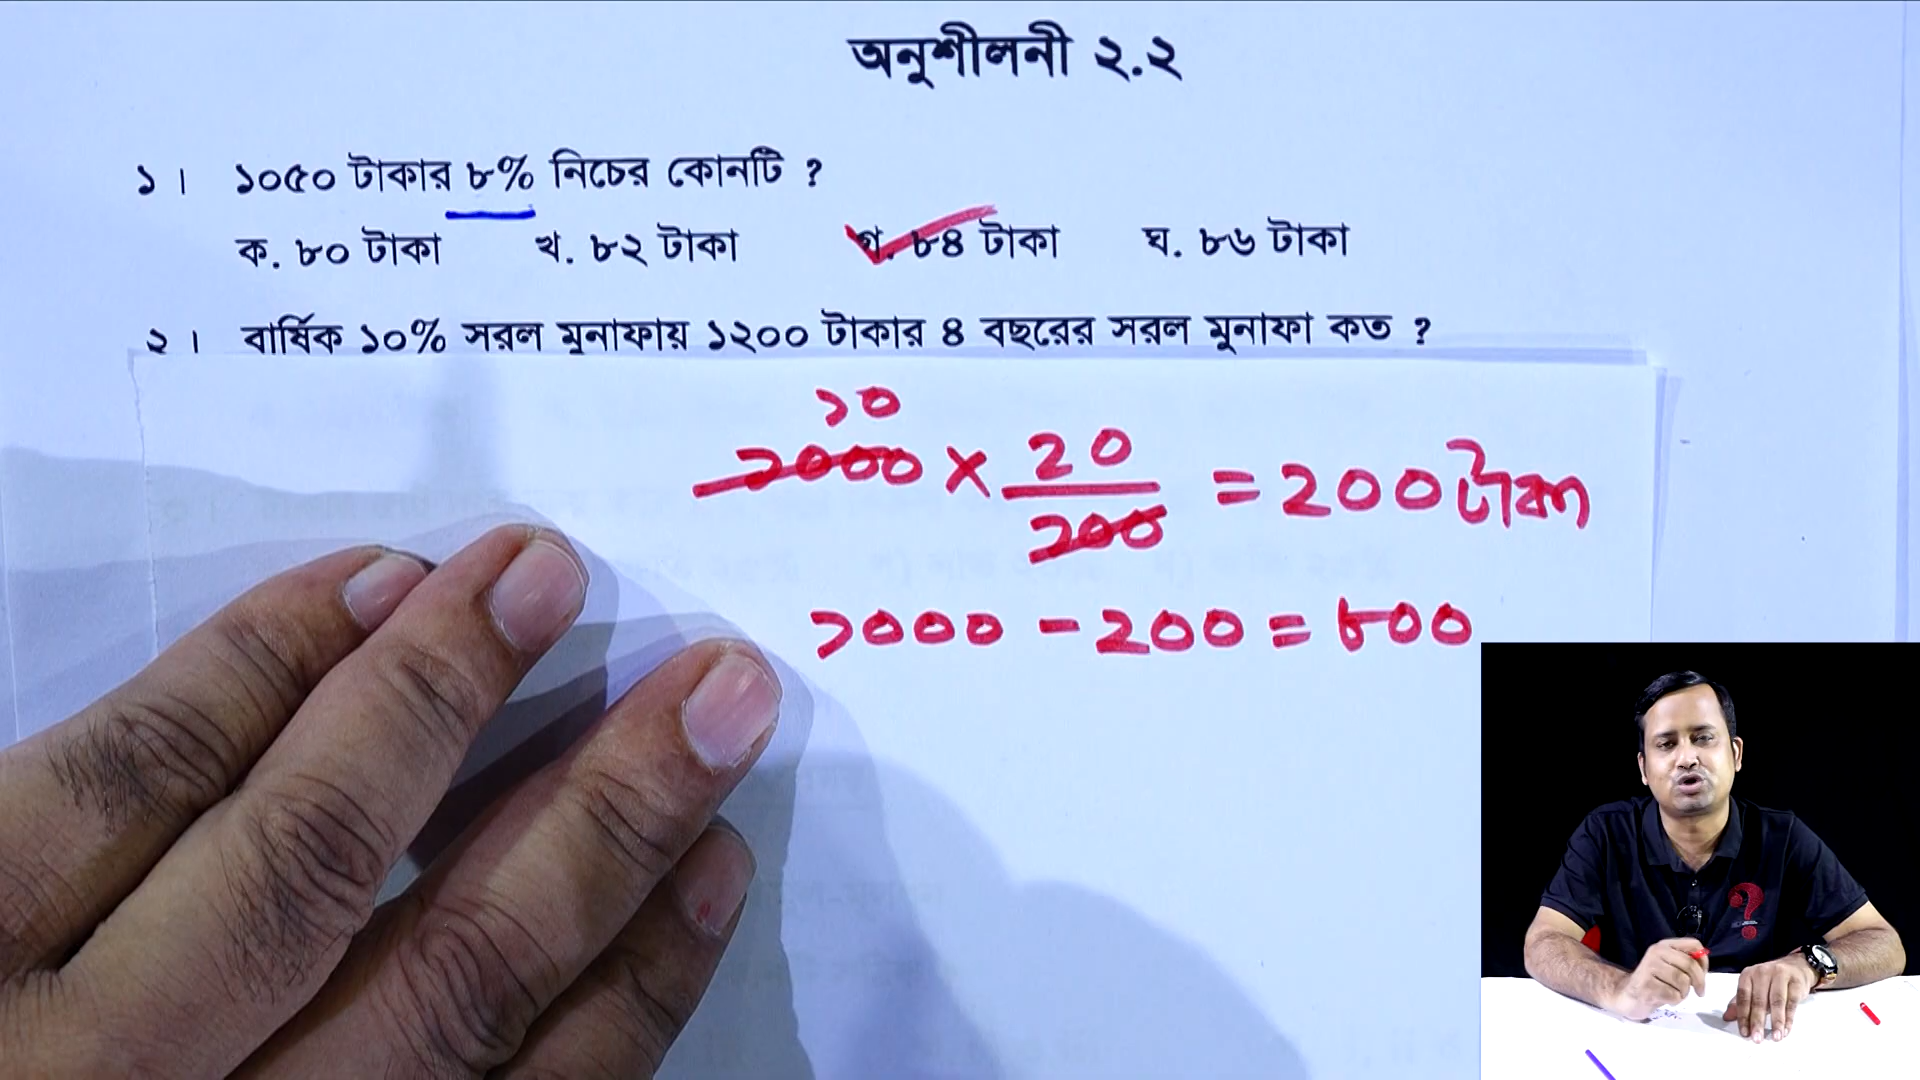 অনুশীলনী ২.২
১। ১০৫০ টাকার ৮% নিচের কোনটি ?
ক. ৮০ টাকা খ. ৮২ টাকা গ. ৮৪ টাকা ঘ. ৮৬ টাকা
২। বার্ষিক ১০% সরল মুনাফায় ১২০০ টাকার ৪ বছরের সরল মুনাফা কত ?
১০
১০০০ × ২০ / ১০০ = ২০০ টাকা
১০০০ - ২০০ = ৮০০